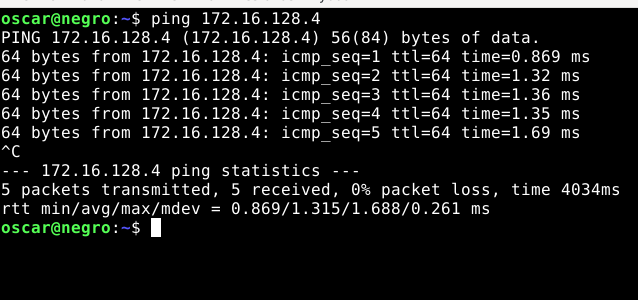 oscar@negro:~$ ping 172.16.128.4
PING 172.16.128.4 (172.16.128.4) 56(84) bytes of data.
64 bytes from 172.16.128.4: icmp_seq=1 ttl=64 time=0.869 ms
64 bytes from 172.16.128.4: icmp_seq=2 ttl=64 time=1.32 ms
64 bytes from 172.16.128.4: icmp_seq=3 ttl=64 time=1.36 ms
64 bytes from 172.16.128.4: icmp_seq=4 ttl=64 time=1.35 ms
64 bytes from 172.16.128.4: icmp_seq=5 ttl=64 time=1.69 ms
^C
--- 172.16.128.4 ping statistics ---
5 packets transmitted, 5 received, 0% packet loss, time 4034ms
rtt min/avg/max/mdev = 0.869/1.315/1.688/0.261 ms
oscar@negro:~$